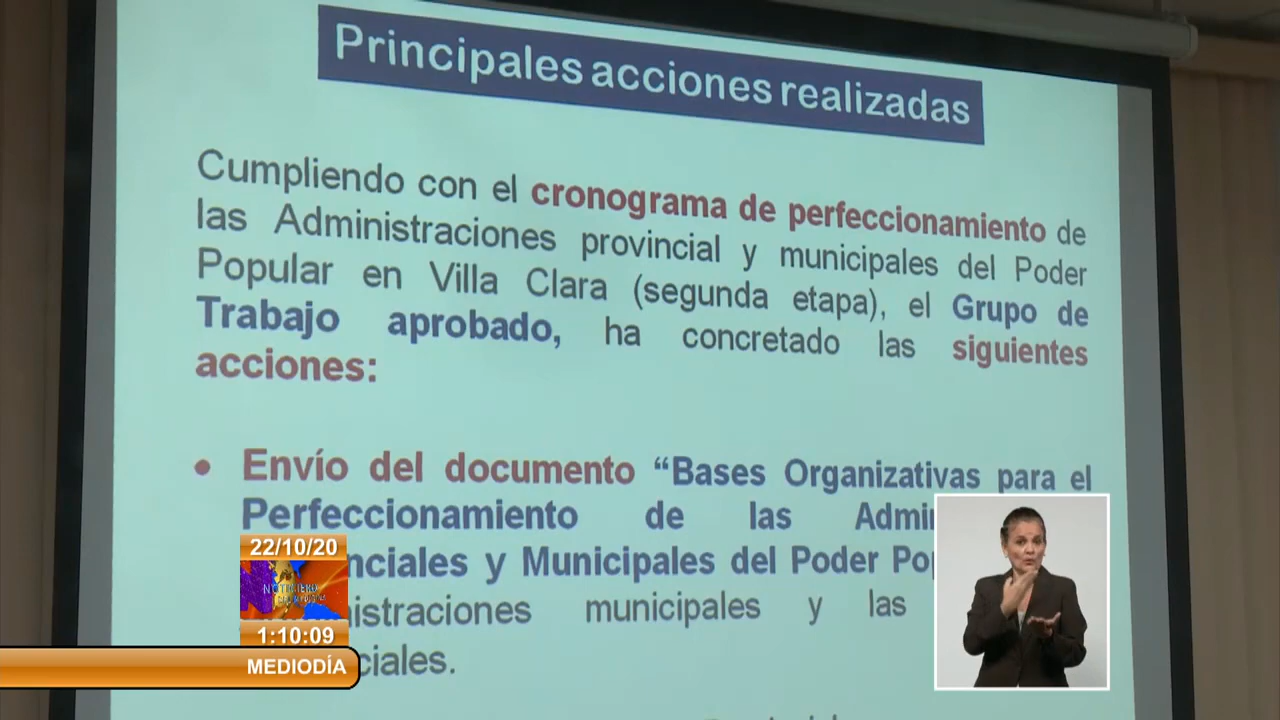 Principales acciones realizadas
Cumpliendo con el cronograma de perfeccionamiento de
las Administraciones provincial y municipales del Poder
Popular en Villa Clara (segunda etapa), el Grupo de
Trabajo aprobado, ha concretado las siguientes
acciones:
• Envío del documento “Bases Organizativas para el
Perfeccionamiento de las Admin
nciales y Municipales del Poder Pop
istraciones municipales y las
ciales.
22/10/20
NOTICIERO
1:10:09
MEDIODÍA